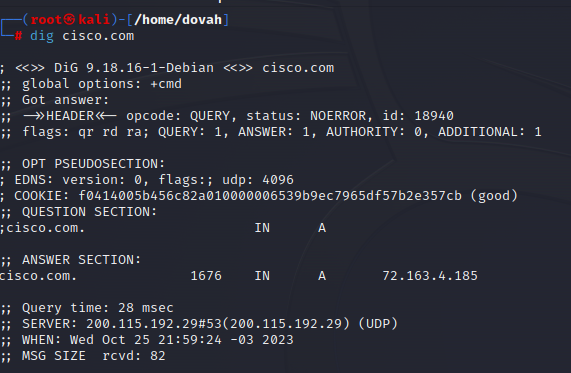 ┌──(root㉿kali)-[/home/dovah]
└─# dig cisco.com
; <<>> DiG 9.18.16-1-Debian <<>> cisco.com
;; global options: +cmd
;; Got answer:
;; ->>HEADER<<- opcode: QUERY, status: NOERROR, id: 18940
;; flags: qr rd ra; QUERY: 1, ANSWER: 1, AUTHORITY: 0, ADDITIONAL: 1
;; OPT PSEUDOSECTION:
; EDNS: version: 0, flags:; udp: 4096
; COOKIE: f0414005b456c82a010000006539b9ec7965df57b2e357cb (good)
;; QUESTION SECTION:
;cisco.com. IN A
;; ANSWER SECTION:
cisco.com. 1676 IN A 72.163.4.185
;; Query time: 28 msec
;; SERVER: 200.115.192.29#53(200.115.192.29) (UDP)
;; WHEN: Wed Oct 25 21:59:24 -03 2023
;; MSG SIZE rcvd: 82